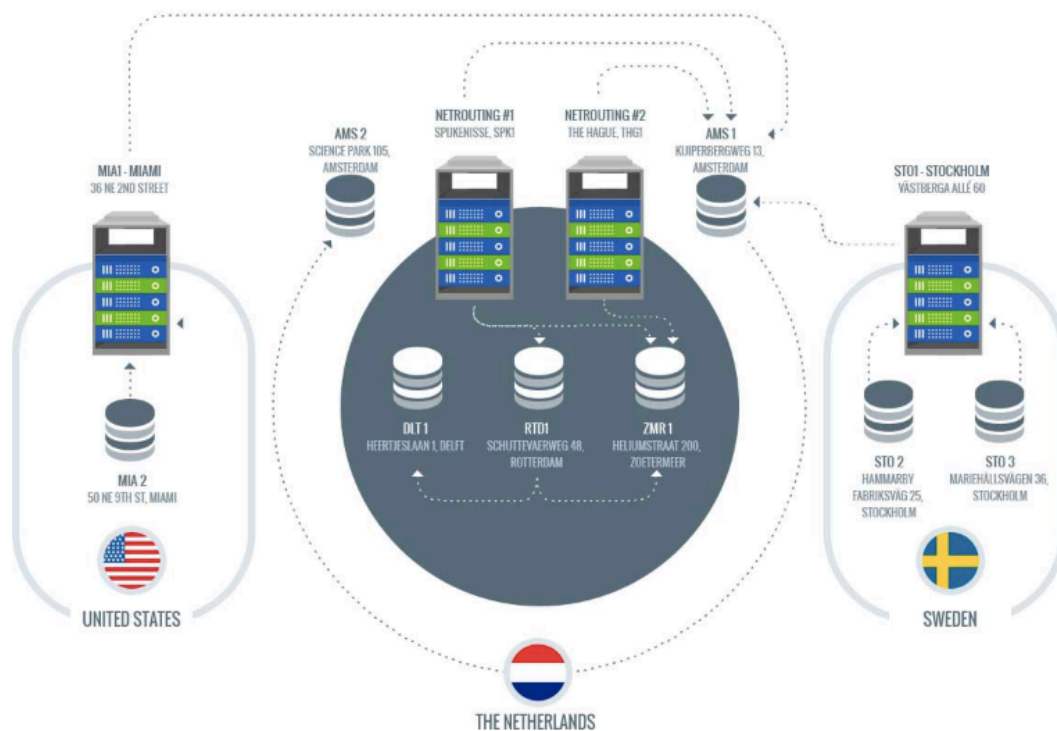 NETROUTING #1
SPIJKENISSE, SPK1
NETROUTING #2
THE HAGUE, THG1
AMS 2
SCIENCE PARK 105,
AMSTERDAM
AMS 1
KUIPERBERGWEG 13,
AMSTERDAM
MIA1 - MIAMI
36 NE 2ND STREET
STO1 - STOCKHOLM
VÄSTBERGA ALLÉ 60
DLT 1
HEERTJESLAAN 1, DELFT
RTD1
SCHUTTEVAERWEG 48,
ROTTERDAM
ZMR 1
HELIUMSTRAAT 200,
ZOETERMEER
MIA 2
50 NE 9TH ST, MIAMI
STO 2
HAMMARBY
FABRIKSVÄG 25,
STOCKHOLM
STO 3
MARIEHÄLLSVÄGEN 36,
STOCKHOLM
UNITED STATES
SWEDEN
THE NETHERLANDS